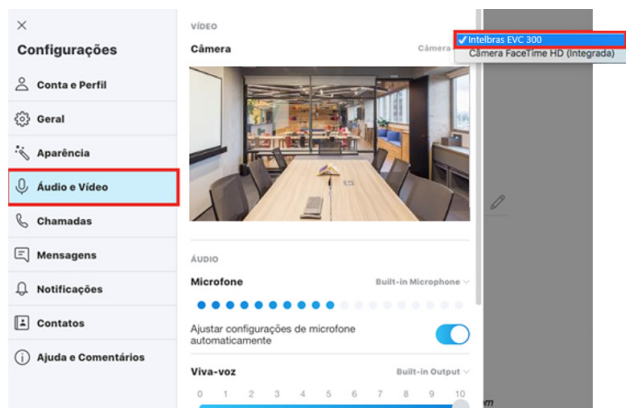 Configurações
Conta e Perfil
Geral
Aparência
Áudio e Vídeo
Chamadas
Mensagens
Notificações
Contatos
Ajuda e Comentários
VÍDEO
Câmera
Câmera
Intelbras EVC 300
Câmera FaceTime HD (Integrada)
ÁUDIO
Microfone
Built-in Microphone
Ajustar configurações de microfone
automaticamente
Viva-voz
Built-in Output
0 1 2 3 4 5 6 7 8 9 10